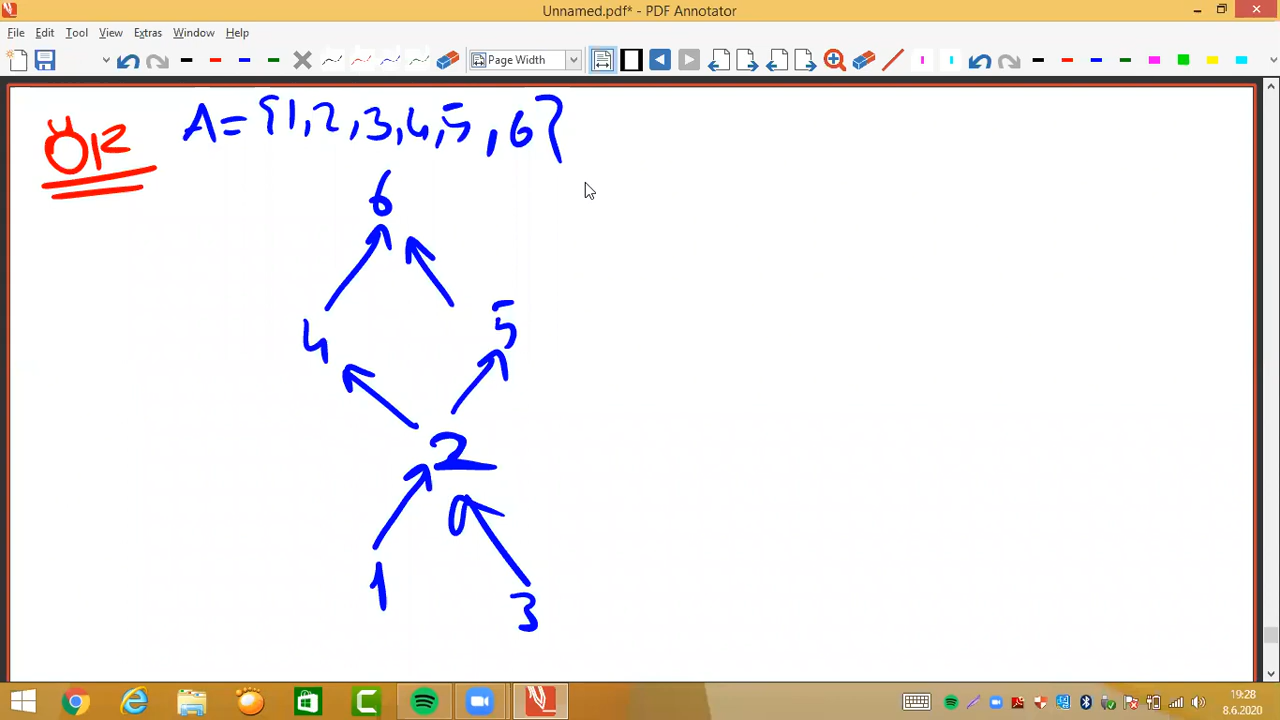 Unnamed.pdf* - PDF Annotator
File Edit Tool View Extras Window Help
Page Width
Ör A={1,2,3,4,5,6}
6
4 5
2
1
3
19:28
8.6.2020